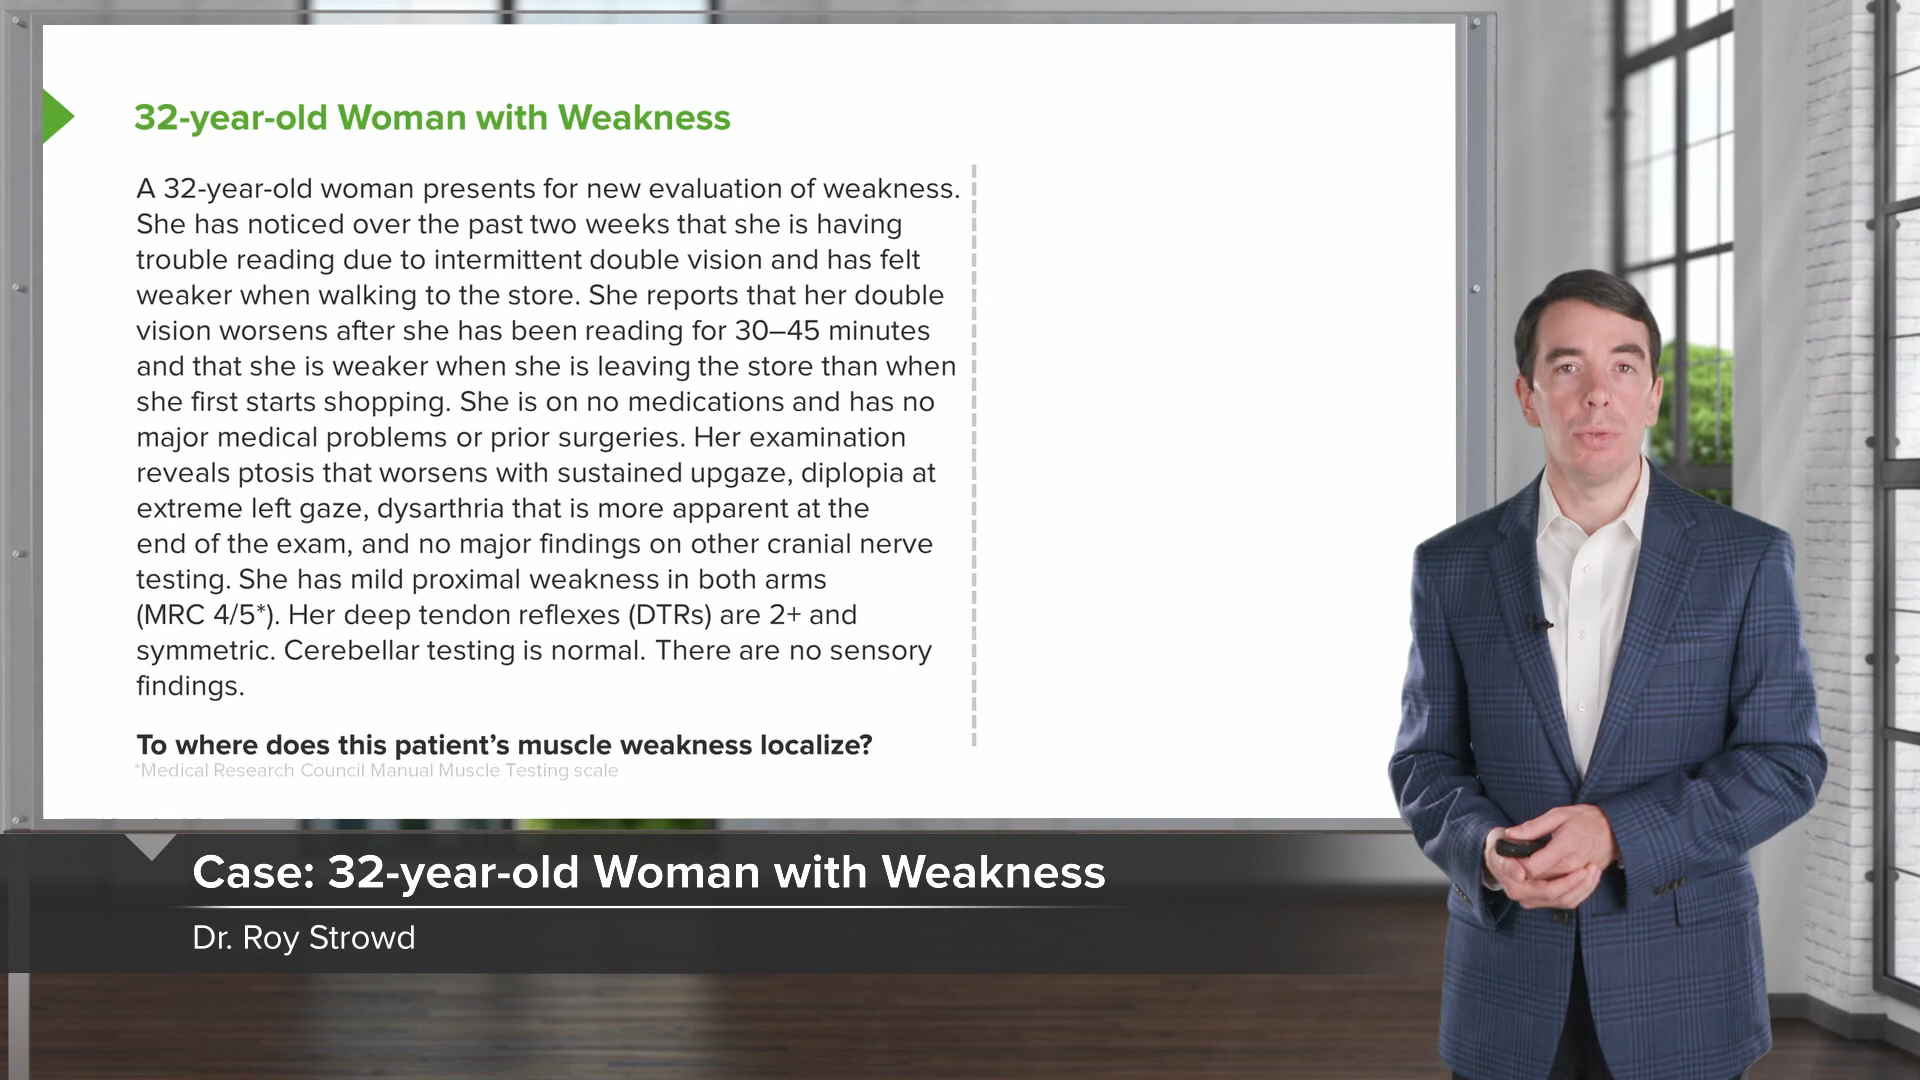 32-year-old Woman with Weakness
A 32-year-old woman presents for new evaluation of weakness.
She has noticed over the past two weeks that she is having
trouble reading due to intermittent double vision and has felt
weaker when walking to the store. She reports that her double
vision worsens after she has been reading for 30–45 minutes
and that she is weaker when she is leaving the store than when
she first starts shopping. She is on no medications and has no
major medical problems or prior surgeries. Her examination
reveals ptosis that worsens with sustained upgaze, diplopia at
extreme left gaze, dysarthria that is more apparent at the
end of the exam, and no major findings on other cranial nerve
testing. She has mild proximal weakness in both arms
(MRC 4/5*). Her deep tendon reflexes (DTRs) are 2+ and
symmetric. Cerebellar testing is normal. There are no sensory
findings.
To where does this patient’s muscle weakness localize?
*Medical Research Council Manual Muscle Testing scale
Case: 32-year-old Woman with Weakness
Dr. Roy Strowd